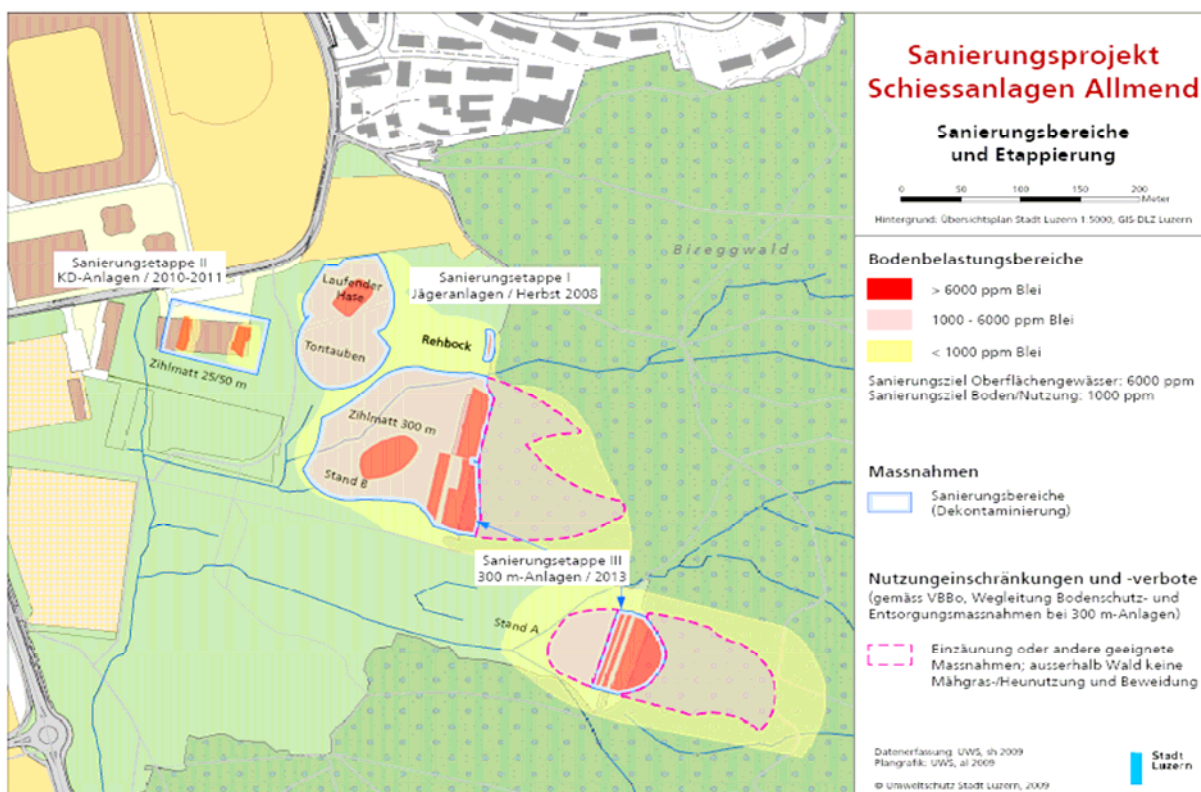 Sanierungsprojekt
Schiessanlagen Allmend
Sanierungsbereiche
und Etappierung
0 50 100 150 200
Meter
Hintergrund: Übersichtsplan Stadt Luzern 1:5000, GIS-DLZ Luzern
Bodenbelastungsbereiche
> 6000 ppm Blei
1000 - 6000 ppm Blei
< 1000 ppm Blei
Sanierungsziel Oberflächengewässer: 6000 ppm
Sanierungsziel Boden/Nutzung: 1000 ppm
Massnahmen
Sanierungsbereiche
(Dekontaminierung)
Nutzungeinschränkungen und -verbote
(gemäss VBBo, Wegleitung Bodenschutz- und
Entsorgungsmassnahmen bei 300 m-Anlagen)
Einzäunung oder andere geeignete
Massnahmen; ausserhalb Wald keine
Mähgras-/Heunutzung und Beweidung
Datenerfassung: UWS, sh 2009
Plangrafik: UWS, al 2009
© Umweltschutz Stadt Luzern, 2009
Stadt
Luzern
Bireggwald
Sanierungsetappe II
KD-Anlagen / 2010-2011
Sanierungsetappe I
Jägeranlagen / Herbst 2008
Laufender
Hase
Tontauben
Rehbock
Zihlmatt 25/50 m
Zihlmatt 300 m
Stand B
Sanierungsetappe III
300 m-Anlagen / 2013
Stand A